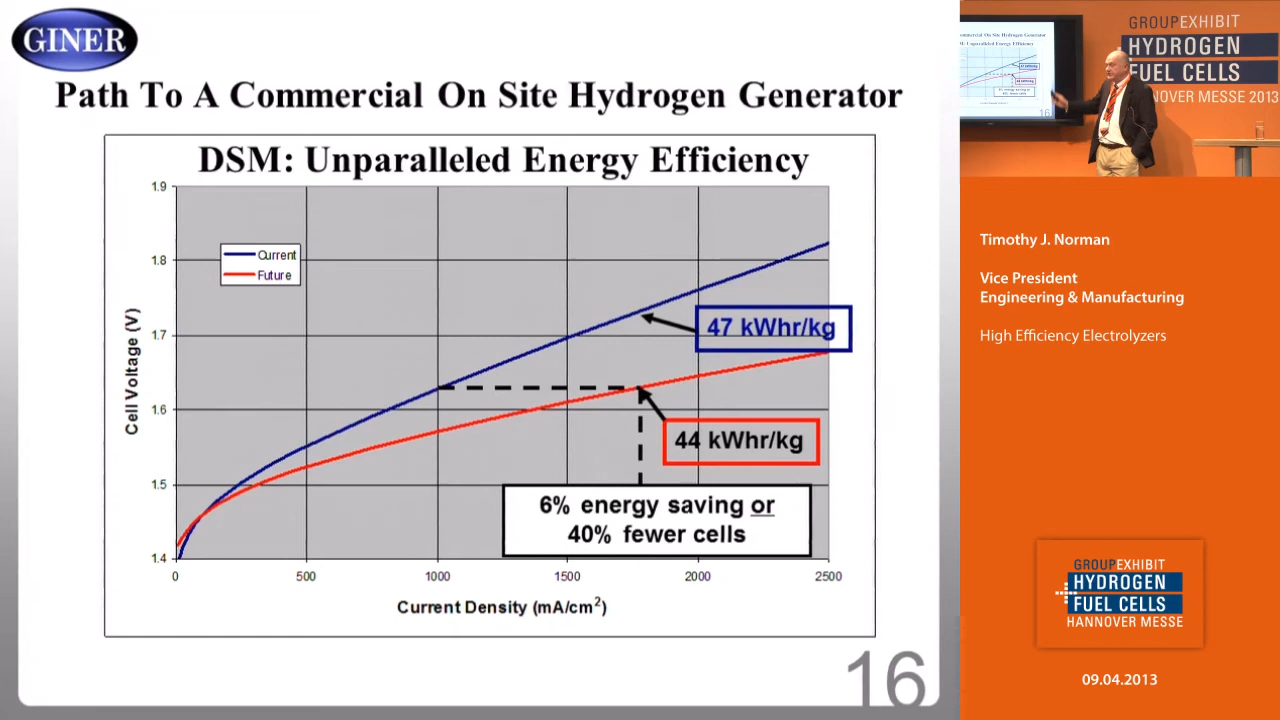 GINER
Path To A Commercial On Site Hydrogen Generator
DSM: Unparalleled Energy Efficiency
1.9
1.8
1.7
1.6
1.5
1.4
Cell Voltage (V)
Current
Future
47 kWhr/kg
44 kWhr/kg
6% energy saving or
40% fewer cells
0 500 1000 1500 2000 2500
Current Density (mA/cm²)
16
GROUPEXHIBIT
HYDROGEN
FUEL CELLS
HANNOVER MESSE 2013
16
Timothy J. Norman
Vice President
Engineering & Manufacturing
High Efficiency Electrolyzers
GROUPEXHIBIT
HYDROGEN
FUEL CELLS
HANNOVER MESSE
09.04.2013